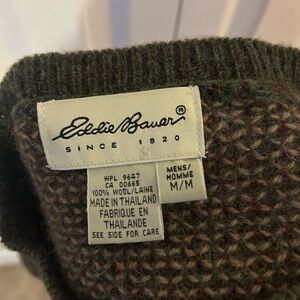 Eddie Bauer®
SINCE 1920
WPL 9647
CA 00665
100% WOOL/LAINE
MADE IN THAILAND
FABRIQUE EN
THAILANDE
SEE SIDE FOR CARE
MENS/
HOMME
M/M